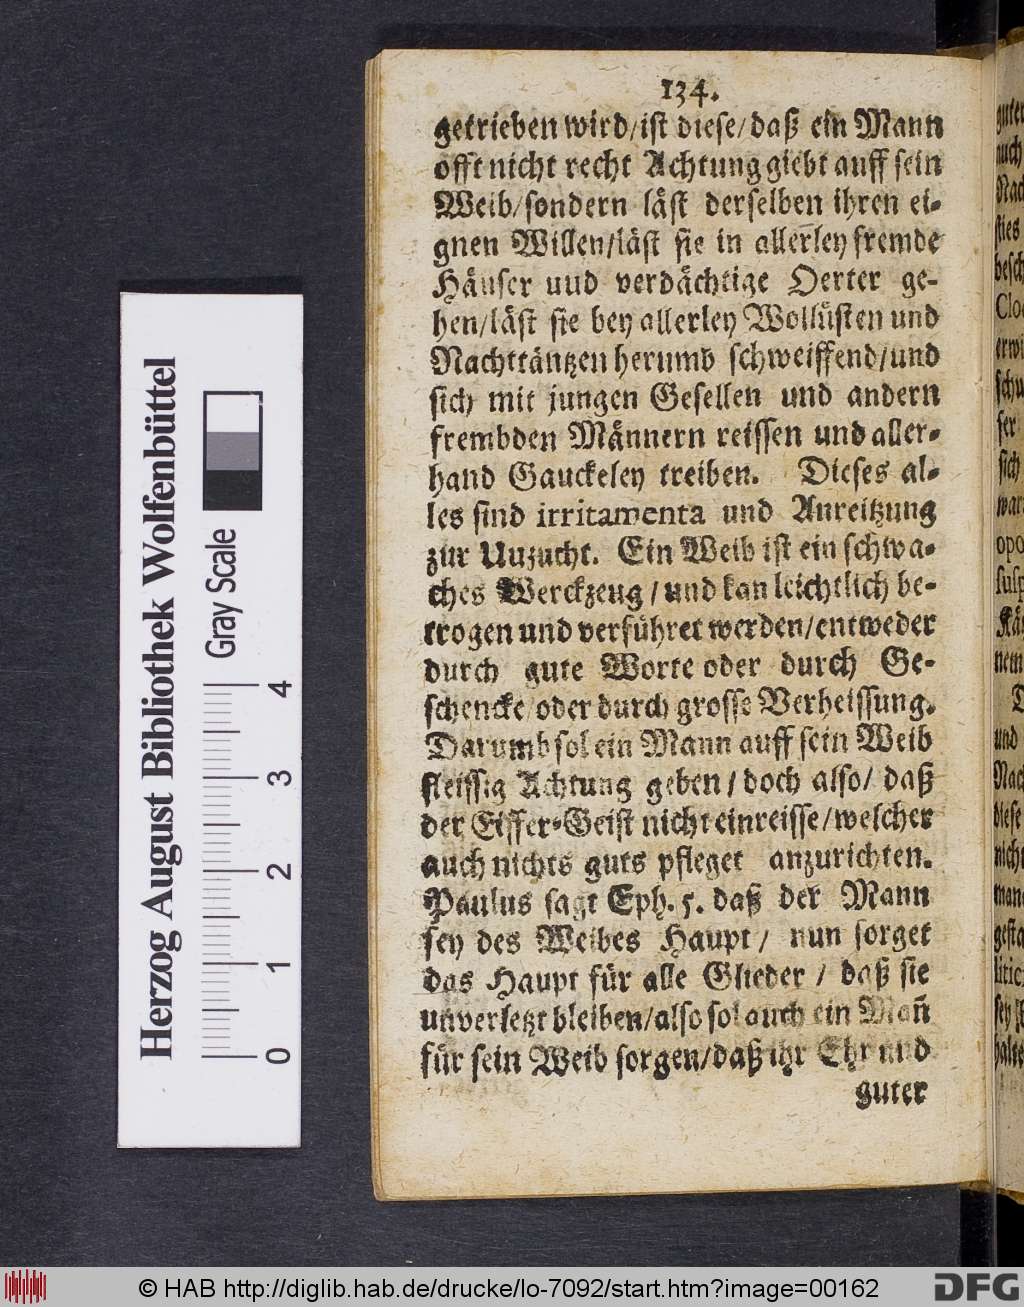 134.
getrieben wird/ist diese/daß ein Mann
offt nicht recht Achtung giebt auff sein
Weib/sondern läst derselben ihren ei-
gnen Willen/läst sie in allerley fremde
Häuser uud verdächtige Oerter ge-
hen/läst sie bey allerley Wollüsten und
Nachttäntzen herumb schweiffend/und
sich mit jungen Gesellen und andern
frembden Männern reissen und aller-
hand Gauckeley treiben. Dieses al-
les sind irritamenta und Anreitzung
zur Uuzucht. Ein Weib ist ein schwa-
ches Werckzeug/und kan leichtlich be-
trogen und verführet werden/entweder
durch gute Worte oder durch Ge-
schencke/oder durch grosse Verheissung.
Darumb sol ein Mann auff sein Weib
fleissig Achtung geben/doch also/daß
der Eiffer-Geist nicht einreisse/welcher
auch nichts guts pfleget anzurichten.
Paulus sagt Eph. 5. daß der Mann
sey des Weibes Haupt/ nun sorget
das Haupt für alle Glieder / daß sie
unverletzt bleiben/also sol auch ein Mañ
für sein Weib sorgen/daß ihr Ehr und
guter
Herzog August Bibliothek Wolfenbüttel
Gray Scale
0 1 2 3 4
© HAB http://diglib.hab.de/drucke/lo-7092/start.htm?image=00162
DFG